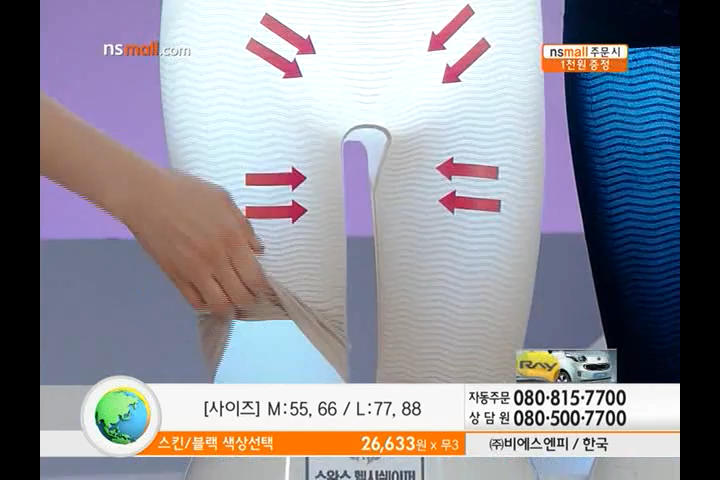 nsmall.com
nsmall 주문시
1천원 증정
RAY
[사이즈] M:55, 66 / L:77, 88
자동주문 080·815·7700
상 담 원 080·500·7700
스킨/블랙 색상선택
26,633원 x 무3
㈜비에스엔피 / 한국